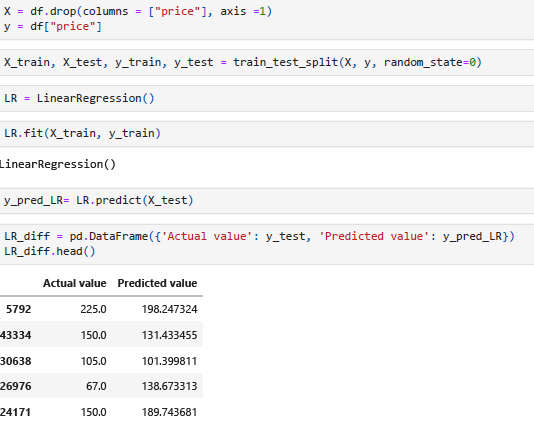 X = df.drop(columns = ["price"], axis =1)
y = df["price"]
X_train, X_test, y_train, y_test = train_test_split(X, y, random_state=0)
LR = LinearRegression()
LR.fit(X_train, y_train)
LinearRegression()
y_pred_LR= LR.predict(X_test)
LR_diff = pd.DataFrame({'Actual value': y_test, 'Predicted value': y_pred_LR})
LR_diff.head()
Actual value Predicted value
5792 225.0 198.247324
43334 150.0 131.433455
30638 105.0 101.399811
26976 67.0 138.673313
24171 150.0 189.743681